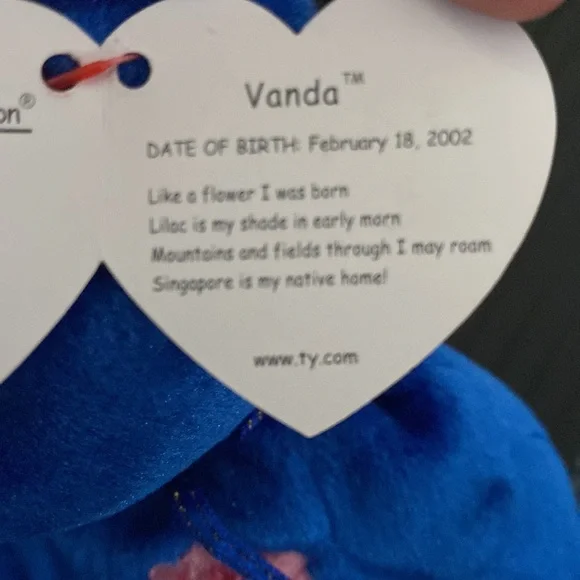 on®
Vanda™
DATE OF BIRTH: February 18, 2002
Like a flower I was born
Lilac is my shade in early morn
Mountains and fields through I may roam
Singapore is my native home!
www.ty.com